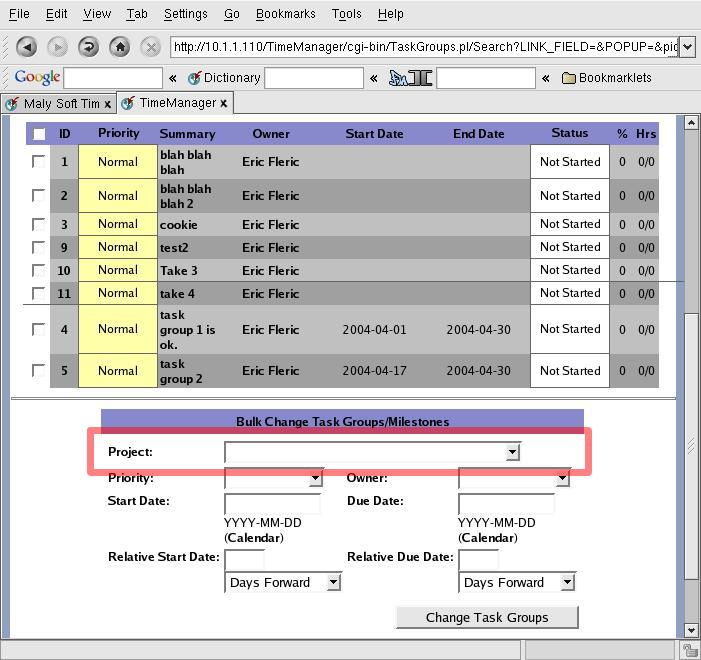 File Edit View Tab Settings Go Bookmarks Tools Help
http://10.1.1.110/TimeManager/cgi-bin/TaskGroups.pl/Search?LINK_FIELD=&POPUP=&pic
Google « Dictionary « « Bookmarklets
Maly Soft Tim x TimeManager x
ID Priority Summary Owner Start Date End Date Status % Hrs
1 Normal blah blah blah Eric Fleric Not Started 0 0/0
2 Normal blah blah blah 2 Eric Fleric Not Started 0 0/0
3 Normal cookie Eric Fleric Not Started 0 0/0
9 Normal test2 Eric Fleric Not Started 0 0/0
10 Normal Take 3 Eric Fleric Not Started 0 0/0
11 Normal take 4 Eric Fleric Not Started 0 0/0
4 Normal task group 1 is ok. Eric Fleric 2004-04-01 2004-04-30 Not Started 0 0/0
5 Normal task group 2 Eric Fleric 2004-04-17 2004-04-30 Not Started 0 0/0
Bulk Change Task Groups/Milestones
Project:
Priority: Owner:
Start Date: Due Date:
YYYY-MM-DD YYYY-MM-DD
(Calendar) (Calendar)
Relative Start Date: Relative Due Date:
Days Forward Days Forward
Change Task Groups